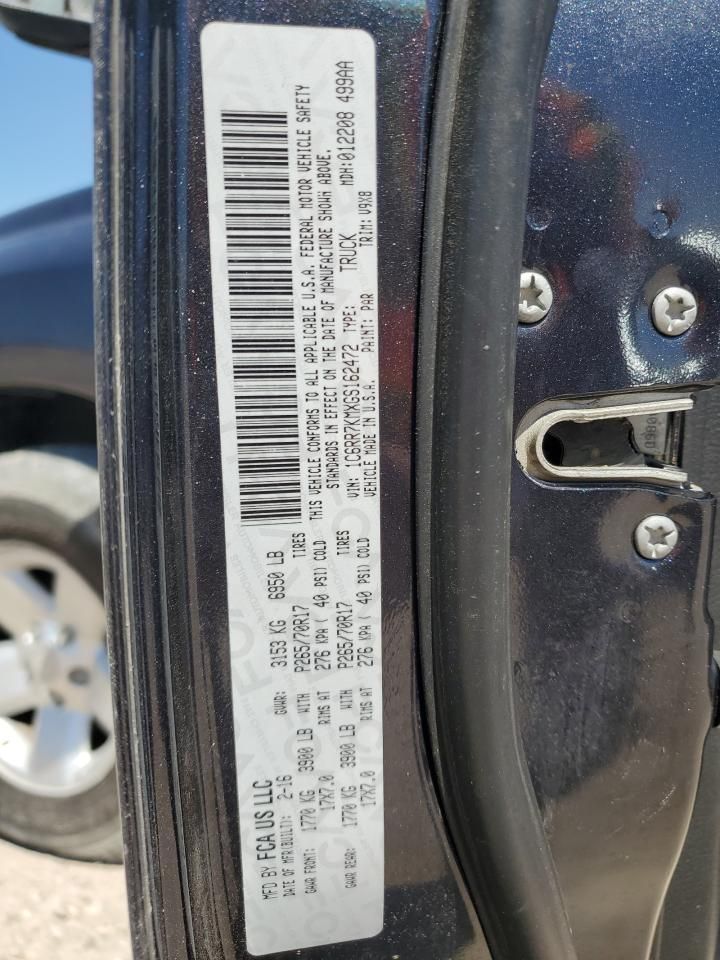 MFD BY FCA US LLC
DATE OF MFR(BUILT): 2-16 GVWR: 3153 KG 6950 LB
GAWR FRONT: 1770 KG 3900 LB WITH P265/70R17 TIRES
17X7.0 RIMS AT 276 KPA( 40 PSI) COLD
GAWR REAR: 1770 KG 3900 LB WITH P265/70R17 TIRES
17X7.0 RIMS AT 276 KPA( 40 PSI) COLD
THIS VEHICLE CONFORMS TO ALL APPLICABLE U.S.A. FEDERAL MOTOR VEHICLE SAFETY
STANDARDS IN EFFECT ON THE DATE OF MANUFACTURE SHOWN ABOVE.
VIN: 1C6RR7KMXGS162472 TYPE: TRUCK MDH:012208 499AA
VEHICLE MADE IN U.S.A. PAINT: PAR TRIM: V9X8